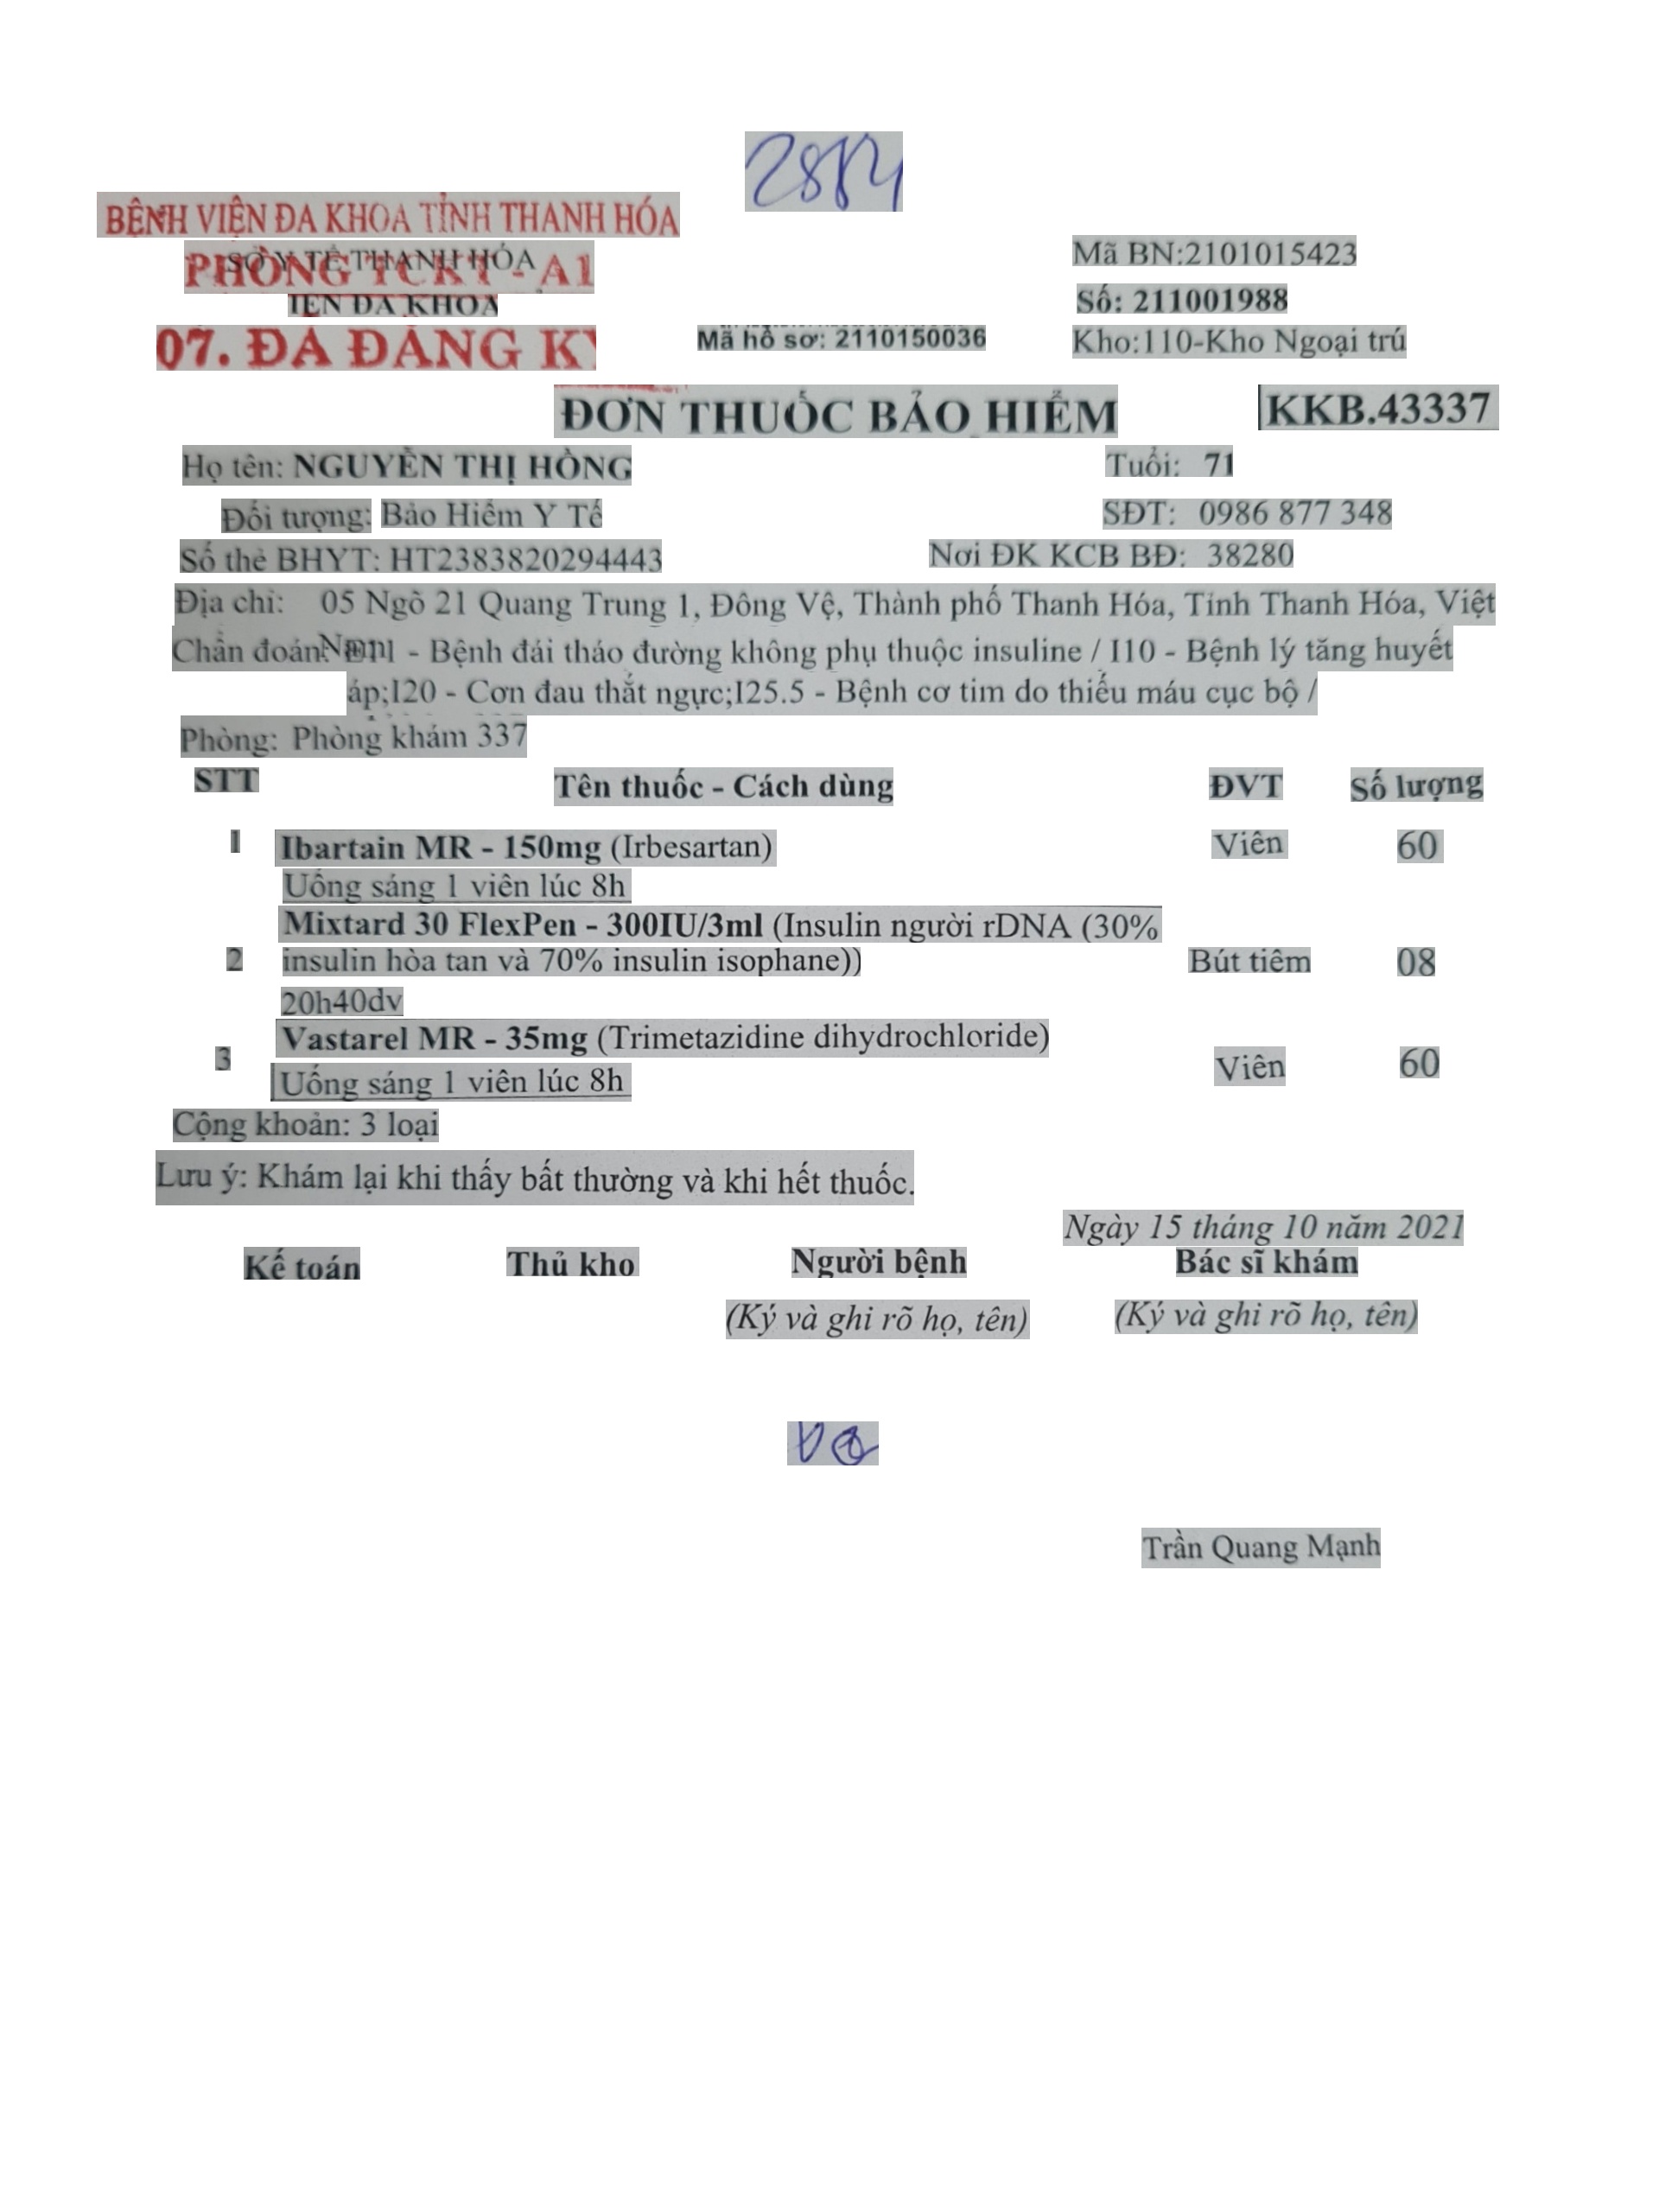 BỆNH VIỆN ĐA KHOA TỈNH THANH HÓA
SỞ Y TẾ THANH HÓA
PHÒNG TCKT - A1
Mã BN:2101015423
IỆN ĐA KHOA
Số: 211001988
07. ĐÃ ĐĂNG KÝ
Mã hồ sơ: 2110150036
Kho:110-Kho Ngoại trú
ĐƠN THUỐC BẢO HIỂM
KKB.43337
Họ tên: NGUYỄN THỊ HỒNG
Tuổi: 71
Đối tượng: Bảo Hiểm Y Tế
SĐT: 0986 877 348
Số thẻ BHYT: HT2383820294443
Nơi ĐK KCB BĐ: 38280
Địa chỉ: 05 Ngõ 21 Quang Trung 1, Đông Vệ, Thành phố Thanh Hóa, Tỉnh Thanh Hóa, Việt
Nam
Chẩn đoán: E11 - Bệnh đái tháo đường không phụ thuộc insuline / I10 - Bệnh lý tăng huyết
áp;I20 - Cơn đau thắt ngực;I25.5 - Bệnh cơ tim do thiếu máu cục bộ /
Phòng: Phòng khám 337
STT Tên thuốc - Cách dùng ĐVT Số lượng
1 Ibartain MR - 150mg (Irbesartan) Viên 60
Uống sáng 1 viên lúc 8h
Mixtard 30 FlexPen - 300IU/3ml (Insulin người rDNA (30%
2 insulin hòa tan và 70% insulin isophane)) Bút tiêm 08
20h40dv
Vastarel MR - 35mg (Trimetazidine dihydrochloride)
3 Viên 60
Uống sáng 1 viên lúc 8h
Cộng khoản: 3 loại
Lưu ý: Khám lại khi thấy bất thường và khi hết thuốc.
Ngày 15 tháng 10 năm 2021
Kế toán Thủ kho Người bệnh Bác sĩ khám
(Ký và ghi rõ họ, tên) (Ký và ghi rõ họ, tên)
Trần Quang Mạnh